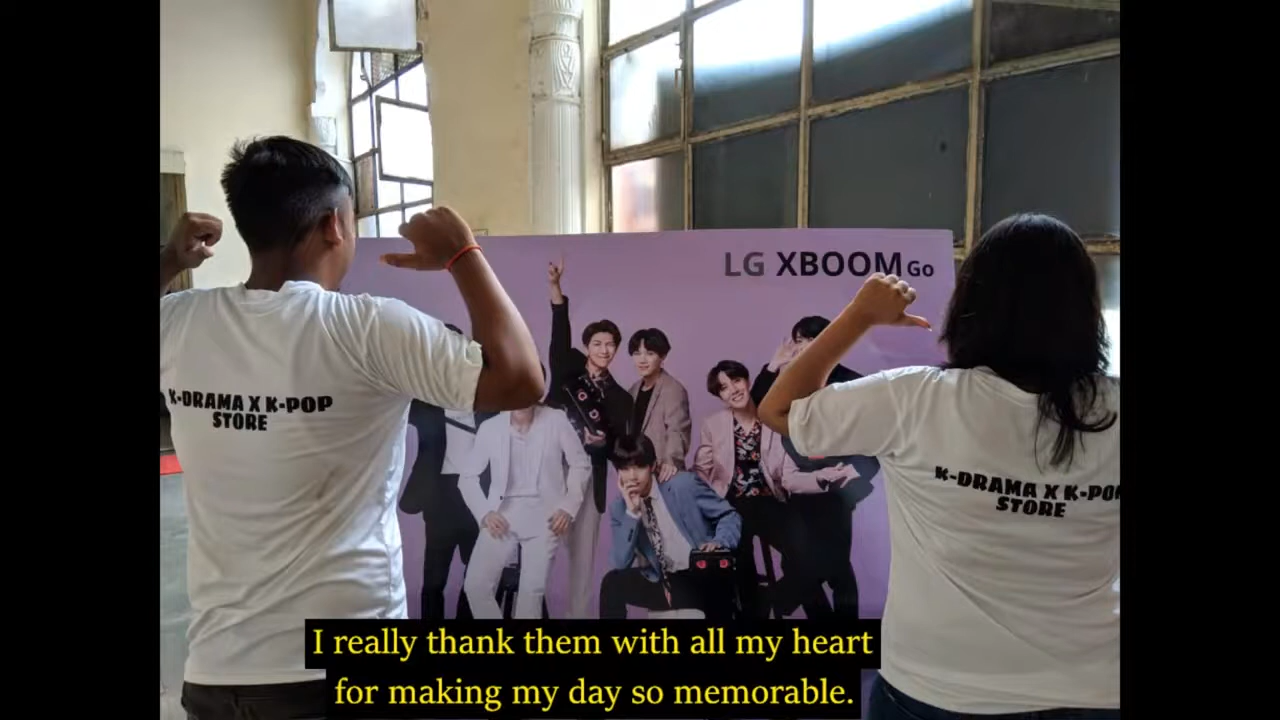 LG XBOOM Go
K-DRAMA X K-POP
STORE
K-DRAMA X K-POP
STORE
I really thank them with all my heart
for making my day so memorable.